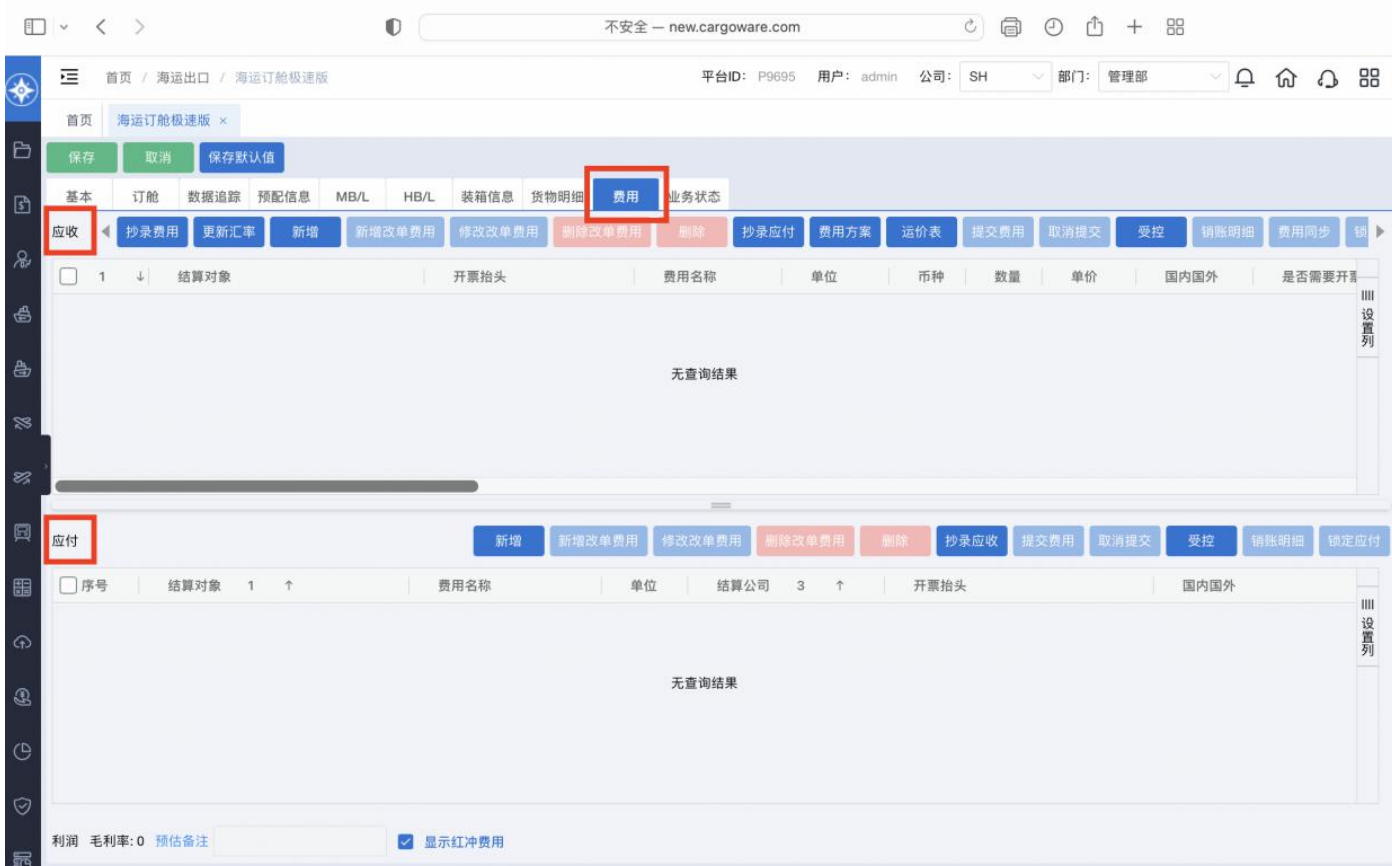 不安全 — new.cargoware.com
首页 / 海运出口 / 海运订舱极速版 平台ID: P9695 用户: admin 公司: SH 部门: 管理部
首页 海运订舱极速版 ×
保存 取消 保存默认值
基本 订舱 数据追踪 预配信息 MB/L HB/L 装箱信息 货物明细 费用 业务状态
应收 抄录费用 更新汇率 新增 新增改单费用 修改改单费用 删除改单费用 删除 抄录应付 费用方案 运价表 提交费用 取消提交 受控 销账明细 费用同步 锁
1 ↓ 结算对象 开票抬头 费用名称 单位 币种 数量 单价 国内国外 是否需要开票
设置列
无查询结果
应付 新增 新增改单费用 修改改单费用 删除改单费用 删除 抄录应收 提交费用 取消提交 受控 销账明细 锁定应付
序号 结算对象 1 ↑ 费用名称 单位 结算公司 3 ↑ 开票抬头 国内国外
设置列
无查询结果
利润 毛利率: 0 预估备注 显示红冲费用